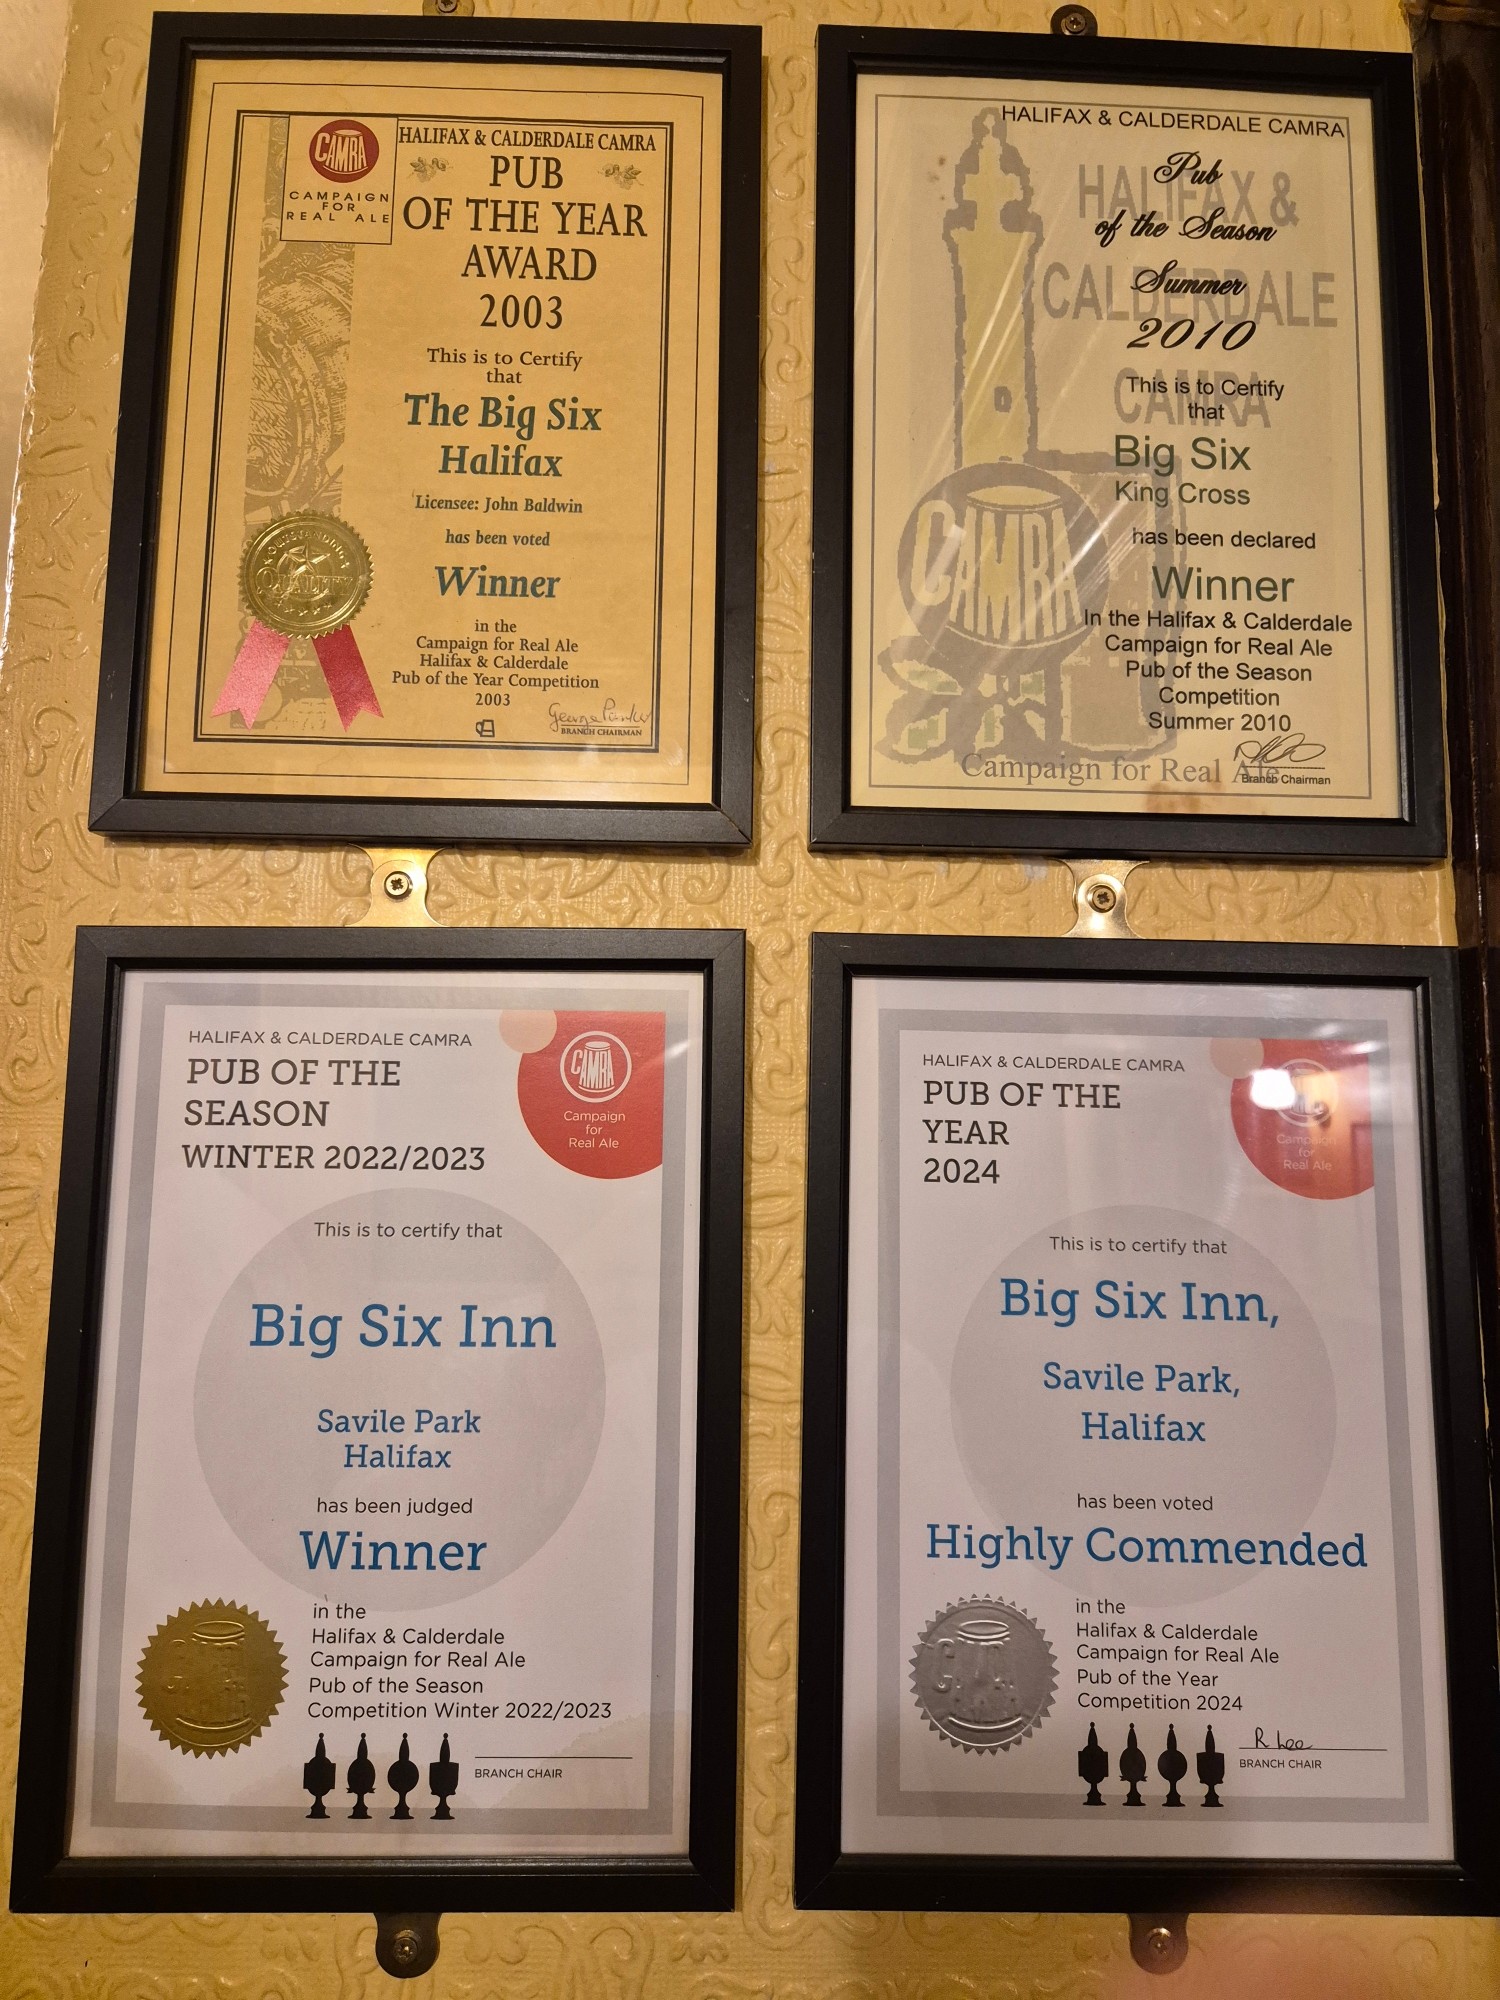 CAMRA
CAMPAIGN
FOR
REAL ALE
HALIFAX & CALDERDALE CAMRA
PUB
OF THE YEAR
AWARD
2003
This is to Certify
that
The Big Six
Halifax
Licensee: John Baldwin
has been voted
Winner
in the
Campaign for Real Ale
Halifax & Calderdale
Pub of the Year Competition
2003
BRANCH CHAIRMAN
OUTSTANDING
QUALITY
HALIFAX & CALDERDALE CAMRA
Pub
of the Season
Summer
2010
HALIFAX &
CALDERDALE
CAMRA
This is to Certify
that
Big Six
King Cross
has been declared
Winner
In the Halifax & Calderdale
Campaign for Real Ale
Pub of the Season
Competition
Summer 2010
CAMRA
Campaign for Real Ale
Branch Chairman
HALIFAX & CALDERDALE CAMRA
PUB OF THE
SEASON
WINTER 2022/2023
CAMRA
Campaign
for
Real Ale
This is to certify that
Big Six Inn
Savile Park
Halifax
has been judged
Winner
in the
Halifax & Calderdale
Campaign for Real Ale
Pub of the Season
Competition Winter 2022/2023
BRANCH CHAIR
HALIFAX & CALDERDALE CAMRA
PUB OF THE
YEAR
2024
Campaign
for
Real Ale
This is to certify that
Big Six Inn,
Savile Park,
Halifax
has been voted
Highly Commended
in the
Halifax & Calderdale
Campaign for Real Ale
Pub of the Year
Competition 2024
R Lee
BRANCH CHAIR